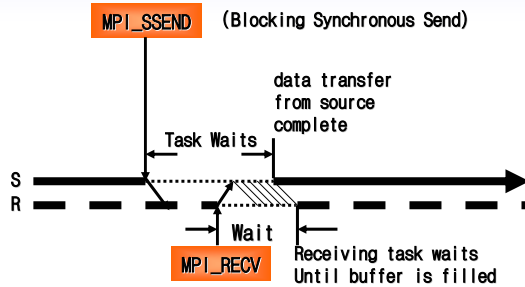 MPI_SSEND (Blocking Synchronous Send)
data transfer
from source
complete
Task Waits
S
R
Wait
MPI_RECV
Receiving task waits
Until buffer is filled